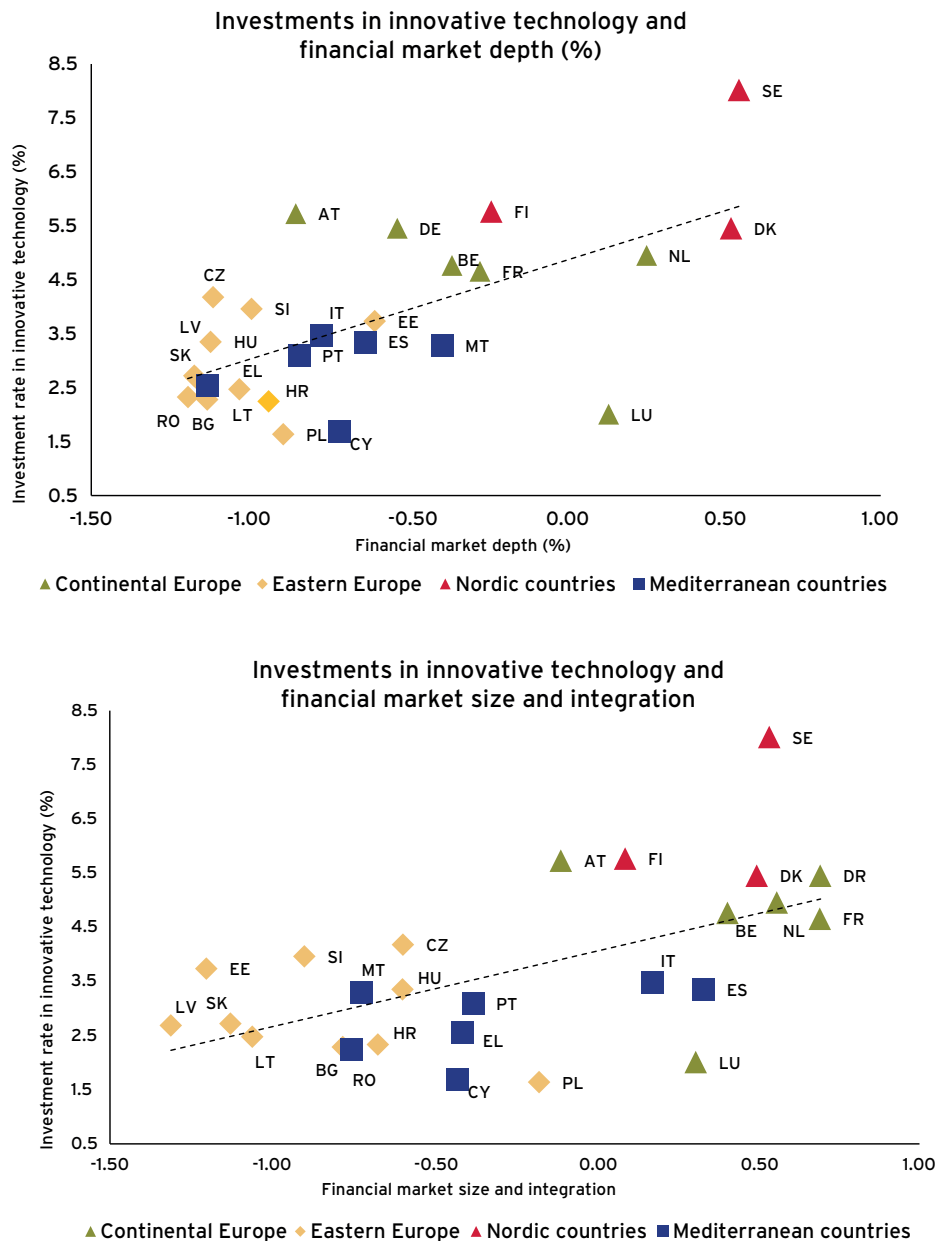 Investments in innovative technology and
financial market depth (%)
Investment rate in innovative technology (%)
8.5
7.5
6.5
5.5
4.5
3.5
2.5
1.5
0.5
SE
AT
FI
DE
DK
BE
FR
NL
CZ
SI
LV
HU
IT
EE
SK
EL
PT
ES
MT
RO
BG
LT
HR
PL
CY
LU
-1.50
-1.00
-0.50
0.00
0.50
1.00
Financial market depth (%)
Continental Europe
Eastern Europe
Nordic countries
Mediterranean countries
Investments in innovative technology and
financial market size and integration
Investment rate in innovative technology (%)
8.5
7.5
6.5
5.5
4.5
3.5
2.5
1.5
0.5
SE
AT
FI
DK
DR
BE
NL
FR
EE
SI
CZ
MT
HU
IT
ES
LV
SK
PT
LT
BG
RO
HR
EL
CY
PL
LU
-1.50
-1.00
-0.50
0.00
0.50
1.00
Financial market size and integration
Continental Europe
Eastern Europe
Nordic countries
Mediterranean countries